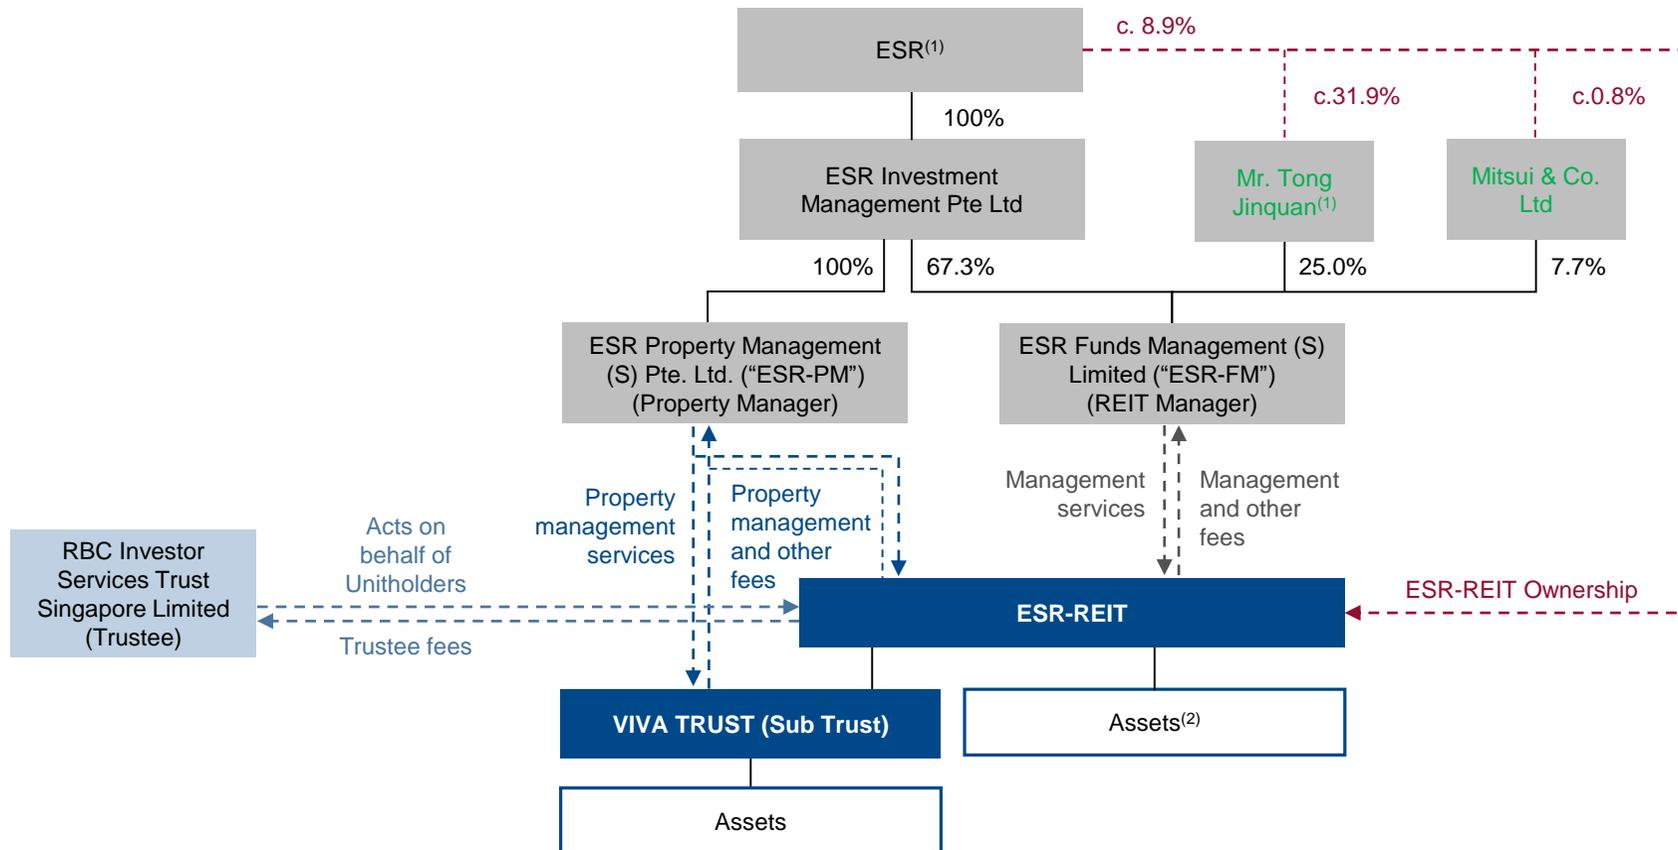 ESR(1)
c. 8.9%
100%
c.31.9%
c.0.8%
ESR Investment
Management Pte Ltd
Mr. Tong
Jinquan(1)
Mitsui & Co.
Ltd
100%
67.3%
25.0%
7.7%
ESR Property Management
(S) Pte. Ltd. (“ESR-PM”)
(Property Manager)
ESR Funds Management (S)
Limited (“ESR-FM”)
(REIT Manager)
Property
management
services
Property
management
and other
fees
Management
services
Management
and other
fees
RBC Investor
Services Trust
Singapore Limited
(Trustee)
Acts on
behalf of
Unitholders
Trustee fees
ESR-REIT
ESR-REIT Ownership
VIVA TRUST (Sub Trust)
Assets(2)
Assets